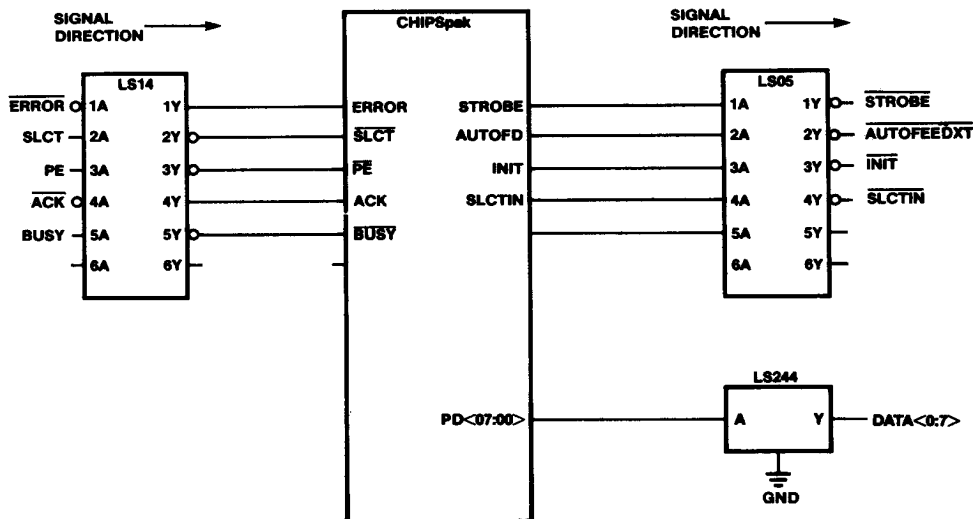 SIGNAL
DIRECTION
CHIPSpak
SIGNAL
DIRECTION
LS14
LS05
ERROR 1A 1Y ERROR STROBE 1A 1Y STROBE
SLCT 2A 2Y SLCT AUTOFD 2A 2Y AUTOFEEDXT
PE 3A 3Y PE INIT 3A 3Y INIT
ACK 4A 4Y ACK SLCTIN 4A 4Y SLCTIN
BUSY 5A 5Y BUSY 5A 5Y
6A 6Y 6A 6Y
LS244
PD<07:00> A Y DATA<0:7>
GND